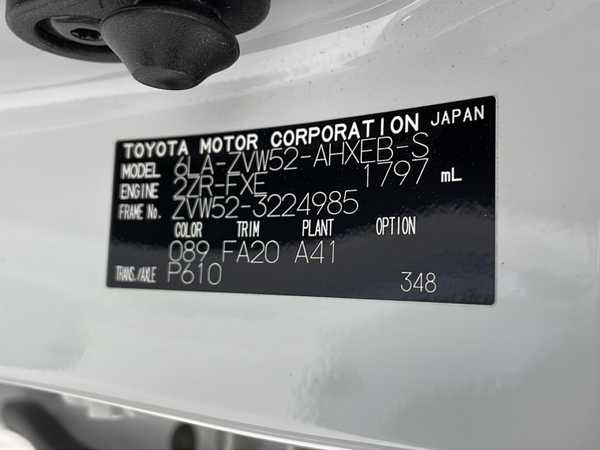 TOYOTA MOTOR CORPORATION JAPAN
MODEL 6LA-ZVW52-AHXEB-S
ENGINE 2ZR-FXE 1797 mL
FRAME No. ZVW52-3224985
COLOR TRIM PLANT OPTION
089 FA20 A41
TRANS./AXLE P610 348